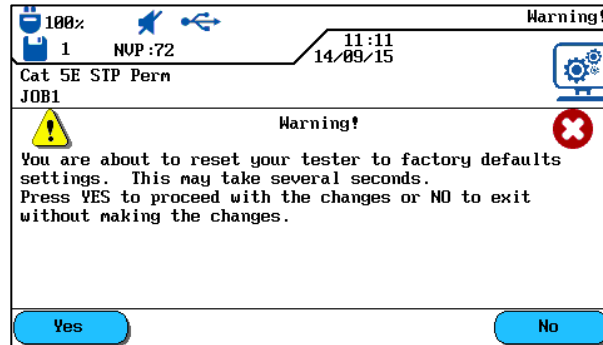 100% Warning!
1 NVP:72 11:11
14/09/15
Cat 5E STP Perm
JOB1
Warning!
You are about to reset your tester to factory defaults
settings. This may take several seconds.
Press YES to proceed with the changes or NO to exit
without making the changes.
Yes No